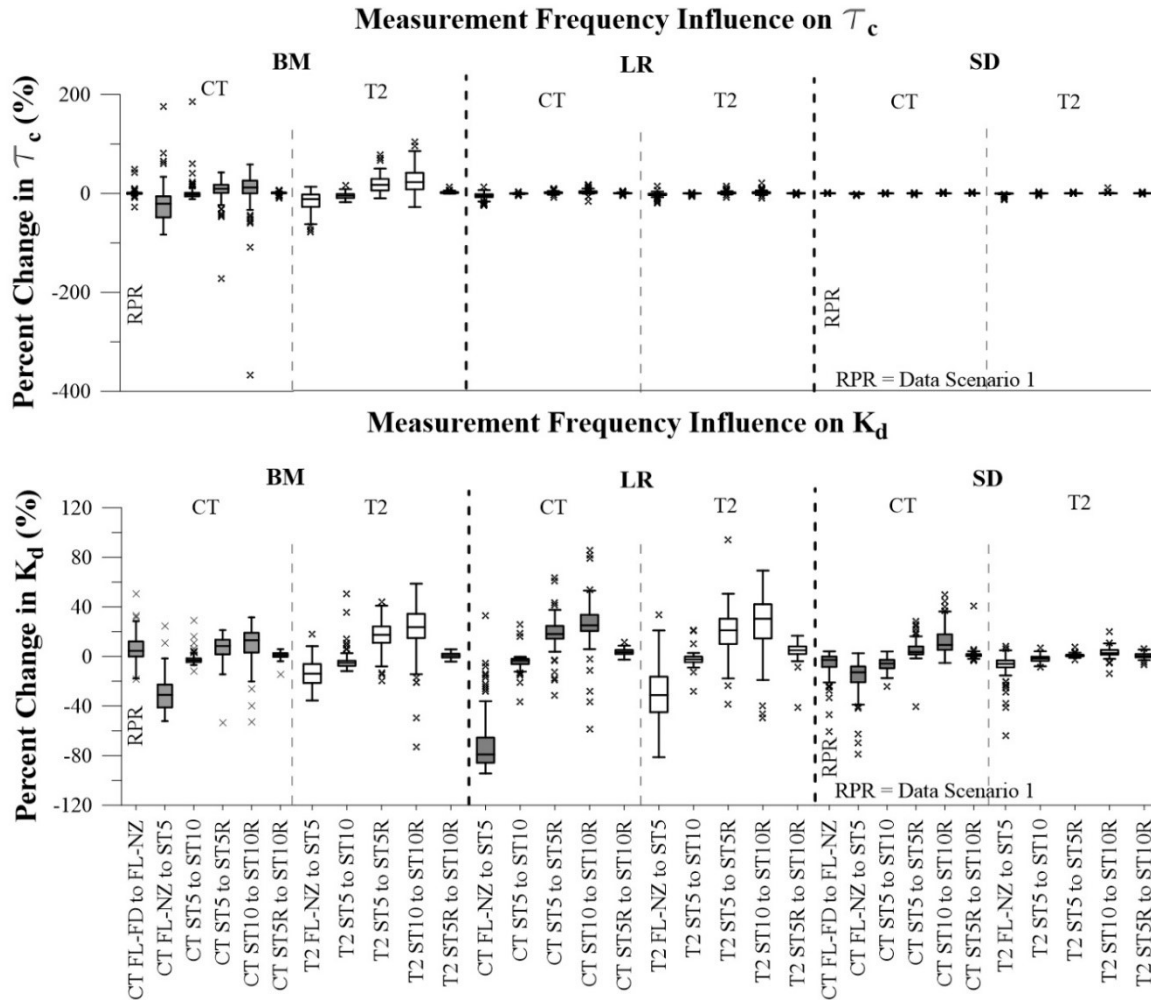 Measurement Frequency Influence on τc
BM LR SD
CT T2 CT T2 CT T2
Percent Change in τc (%)
200
0
-200
-400
RPR
RPR
RPR = Data Scenario 1
Measurement Frequency Influence on Kd
BM LR SD
CT T2 CT T2 CT T2
Percent Change in Kd (%)
120
80
40
0
-40
-80
-120
RPR
RPR
RPR = Data Scenario 1
CT FL-FD to FL-NZ
CT FL-NZ to ST5
CT ST5 to ST10
CT ST5 to ST5R
CT ST10 to ST10R
CT ST5R to ST10R
T2 FL-NZ to ST5
T2 ST5 to ST10
T2 ST5 to ST5R
T2 ST10 to ST10R
T2 ST5R to ST10R
CT FL-NZ to ST5
CT ST5 to ST10
CT ST5 to ST5R
CT ST10 to ST10R
CT ST5R to ST10R
T2 FL-NZ to ST5
T2 ST5 to ST10
T2 ST5 to ST5R
T2 ST10 to ST10R
T2 ST5R to ST10R
CT FL-FD to FL-NZ
CT FL-NZ to ST5
CT ST5 to ST10
CT ST5 to ST5R
CT ST10 to ST10R
CT ST5R to ST10R
T2 FL-NZ to ST5
T2 ST5 to ST10
T2 ST5 to ST5R
T2 ST10 to ST10R
T2 ST5R to ST10R